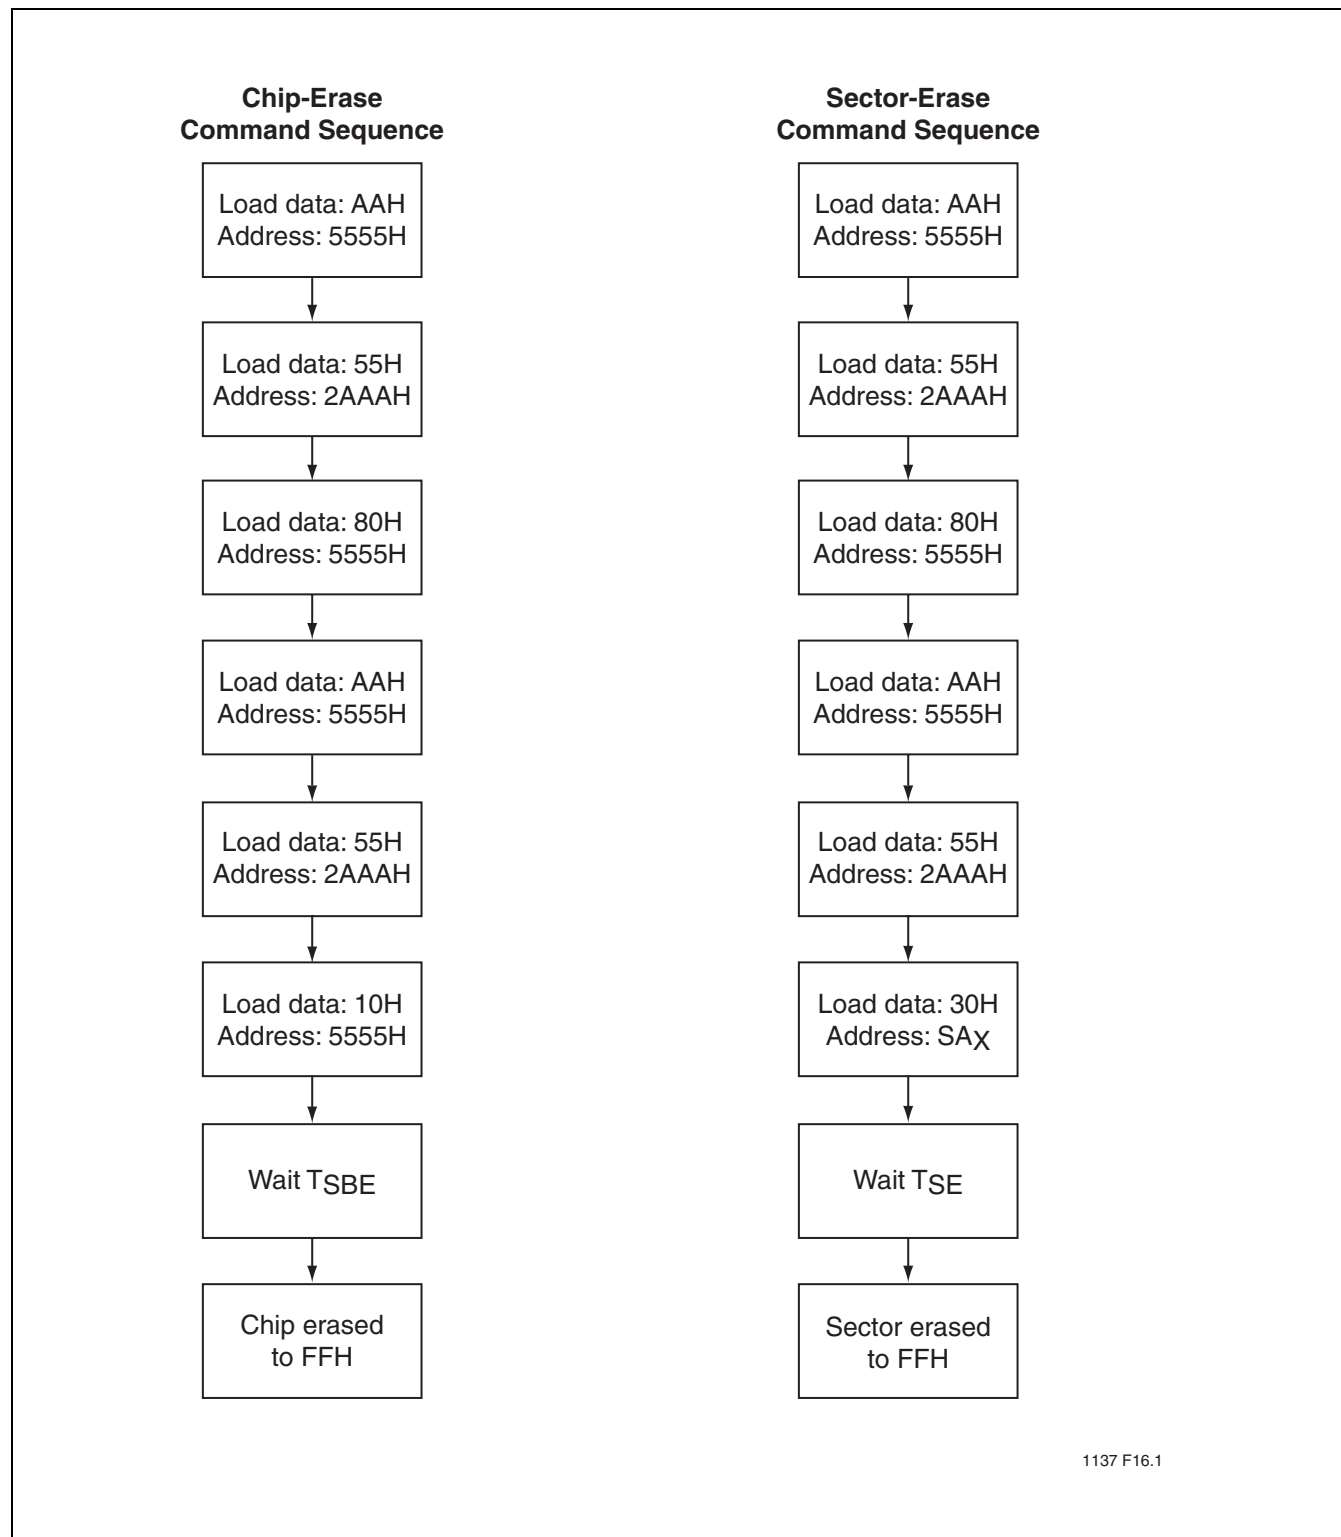 Chip-Erase
Command Sequence
Load data: AAH
Address: 5555H
Load data: 55H
Address: 2AAAH
Load data: 80H
Address: 5555H
Load data: AAH
Address: 5555H
Load data: 55H
Address: 2AAAH
Load data: 10H
Address: 5555H
Wait TSBE
Chip erased
to FFH
Sector-Erase
Command Sequence
Load data: AAH
Address: 5555H
Load data: 55H
Address: 2AAAH
Load data: 80H
Address: 5555H
Load data: AAH
Address: 5555H
Load data: 55H
Address: 2AAAH
Load data: 30H
Address: SAX
Wait TSE
Sector erased
to FFH
1137 F16.1